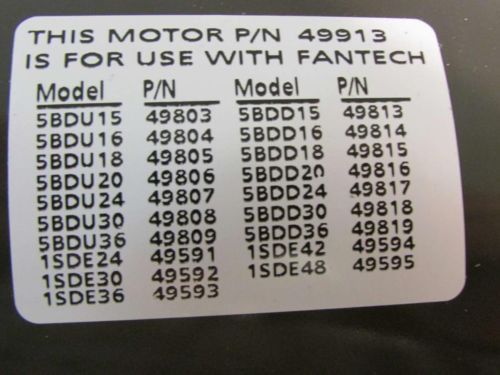 THIS MOTOR P/N 49913
IS FOR USE WITH FANTECH
Model P/N Model P/N
5BDU15 49803 5BDD15 49813
5BDU16 49804 5BDD16 49814
5BDU18 49805 5BDD18 49815
5BDU20 49806 5BDD20 49816
5BDU24 49807 5BDD24 49817
5BDU30 49808 5BDD30 49818
5BDU36 49809 5BDD36 49819
1SDE24 49591 1SDE42 49594
1SDE30 49592 1SDE48 49595
1SDE36 49593